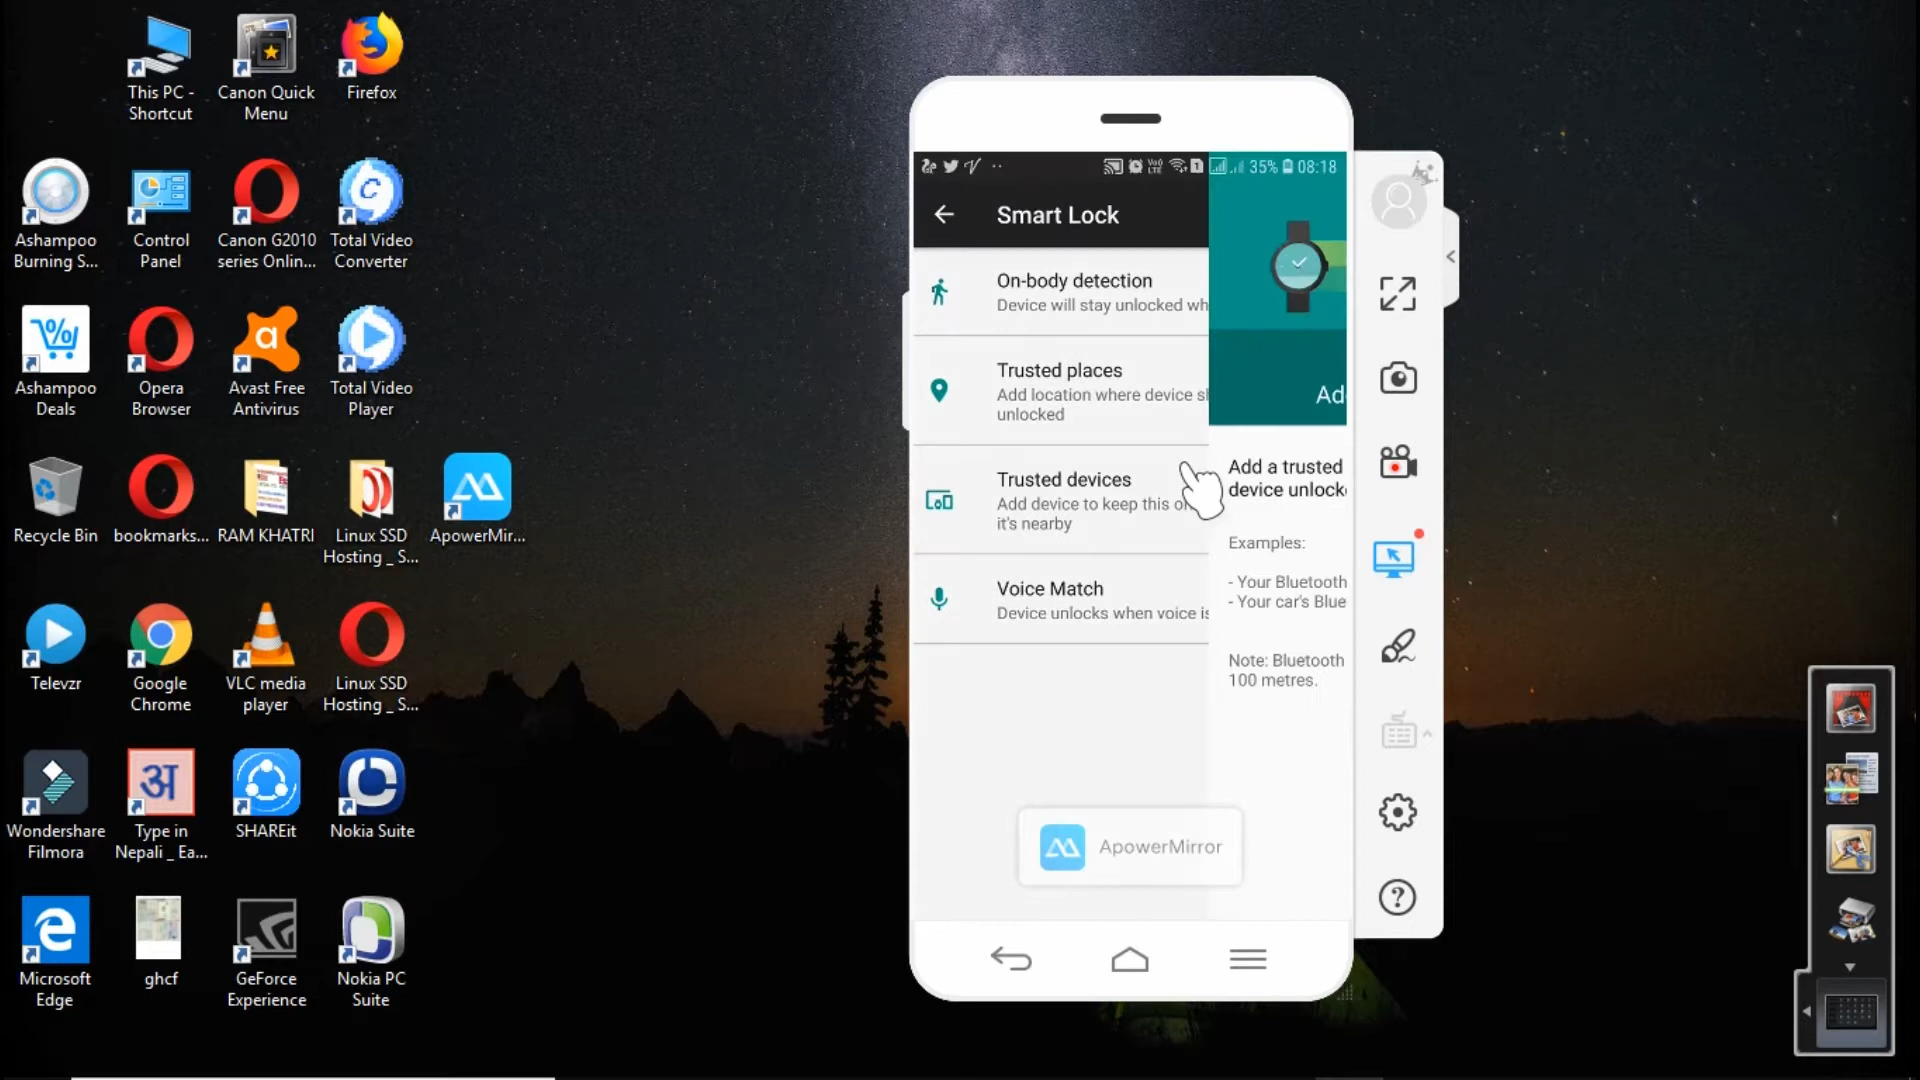 This PC -
Shortcut
Canon Quick
Menu
Firefox
Ashampoo
Burning S...
Control
Panel
Canon G2010
series Onlin...
Total Video
Converter
Ashampoo
Deals
Opera
Browser
Avast Free
Antivirus
Total Video
Player
Recycle Bin
bookmarks...
RAM KHATRI
Linux SSD
Hosting _ S...
ApowerMir...
Televzr
Google
Chrome
VLC media
player
Linux SSD
Hosting _ S...
Wondershare
Filmora
अ
Type in
Nepali _ Ea...
SHAREit
Nokia Suite
Microsoft
Edge
ghcf
GeForce
Experience
Nokia PC
Suite
35% 08:18
Smart Lock
On-body detection
Device will stay unlocked wh
Trusted places
Add location where device
unlocked
Trusted devices
Add device to keep this
it's nearby
Voice Match
Device unlocks when voice is
Ad
Add a trusted
device unlock
Examples:
- Your Bluetooth
- Your car's Blue
Note: Bluetooth
100 metres.
ApowerMirror